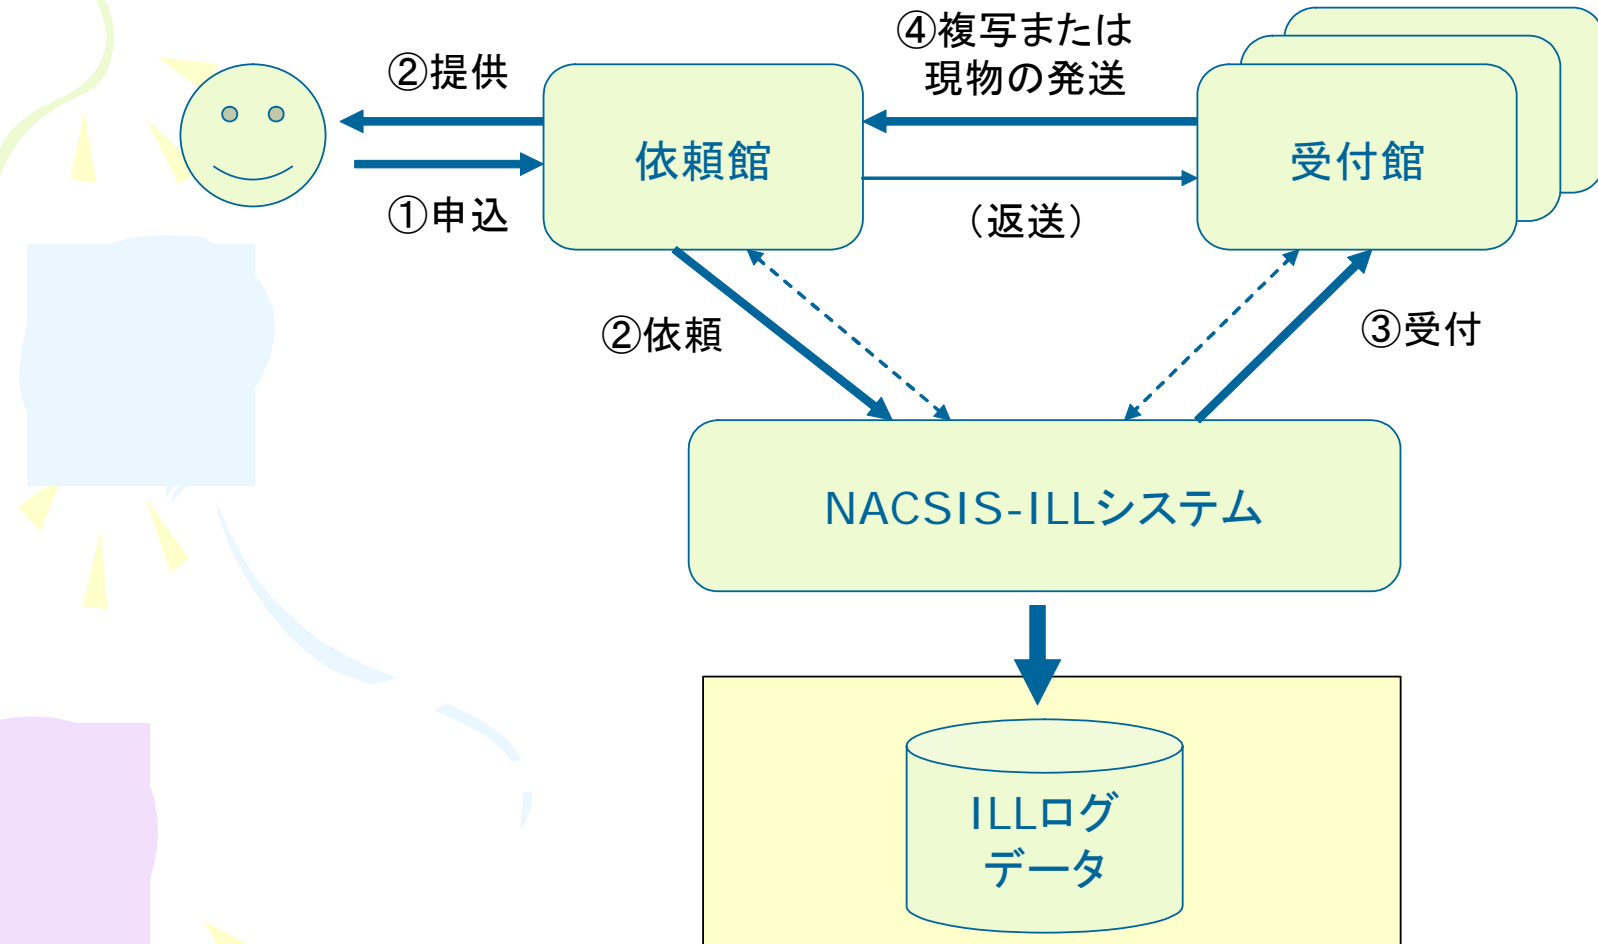 ④複写または
現物の発送
②提供
依頼館
受付館
①申込
（返送）
②依頼
③受付
NACSIS-ILLシステム
ILLログ
データ